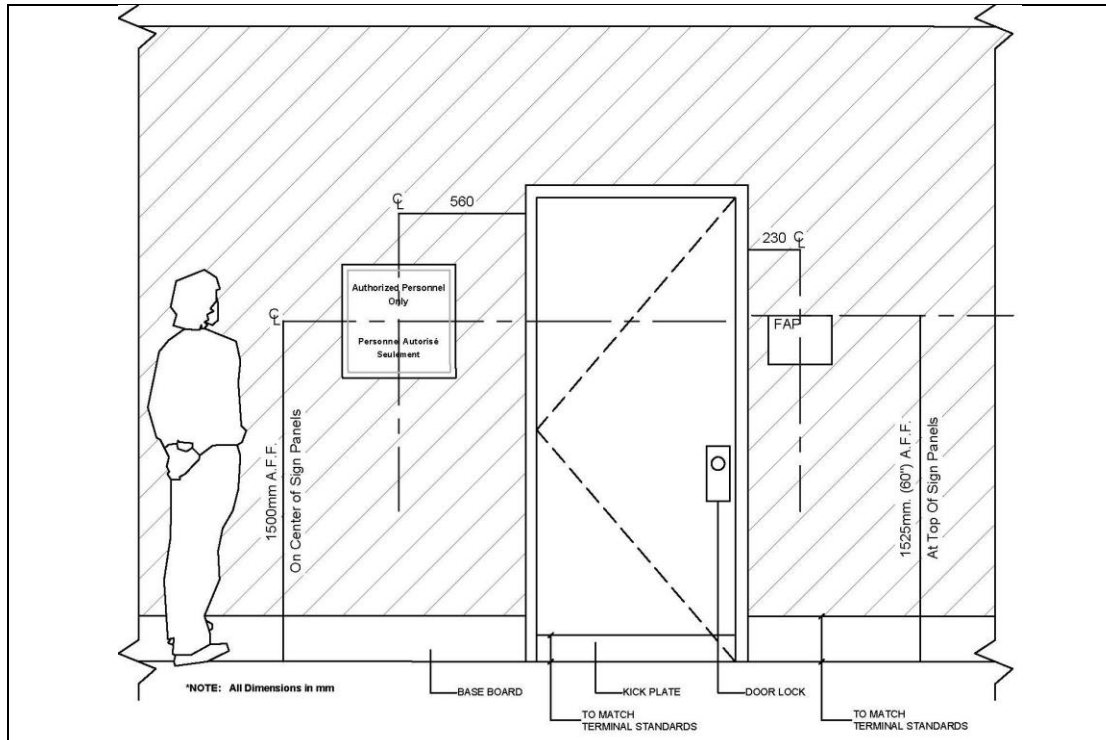 ℄
560
230 ℄
Authorized Personnel
Only
Personnel Autorisé
Seulement
℄
FAP
1500mm A.F.F.
On Center of Sign Panels
1525mm. (60") A.F.F.
At Top Of Sign Panels
*NOTE: All Dimensions in mm
BASE BOARD
KICK PLATE
DOOR LOCK
TO MATCH
TERMINAL STANDARDS
TO MATCH
TERMINAL STANDARDS